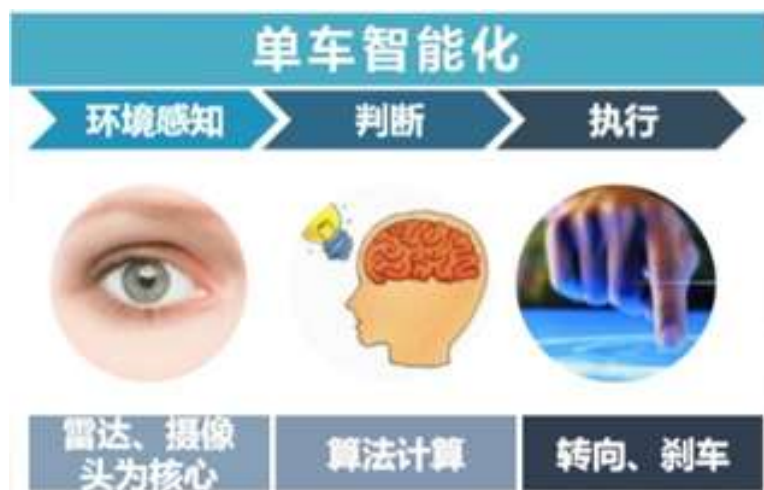 单车智能化
环境感知
判断
执行
雷达、摄像
头为核心
算法计算
转向、刹车